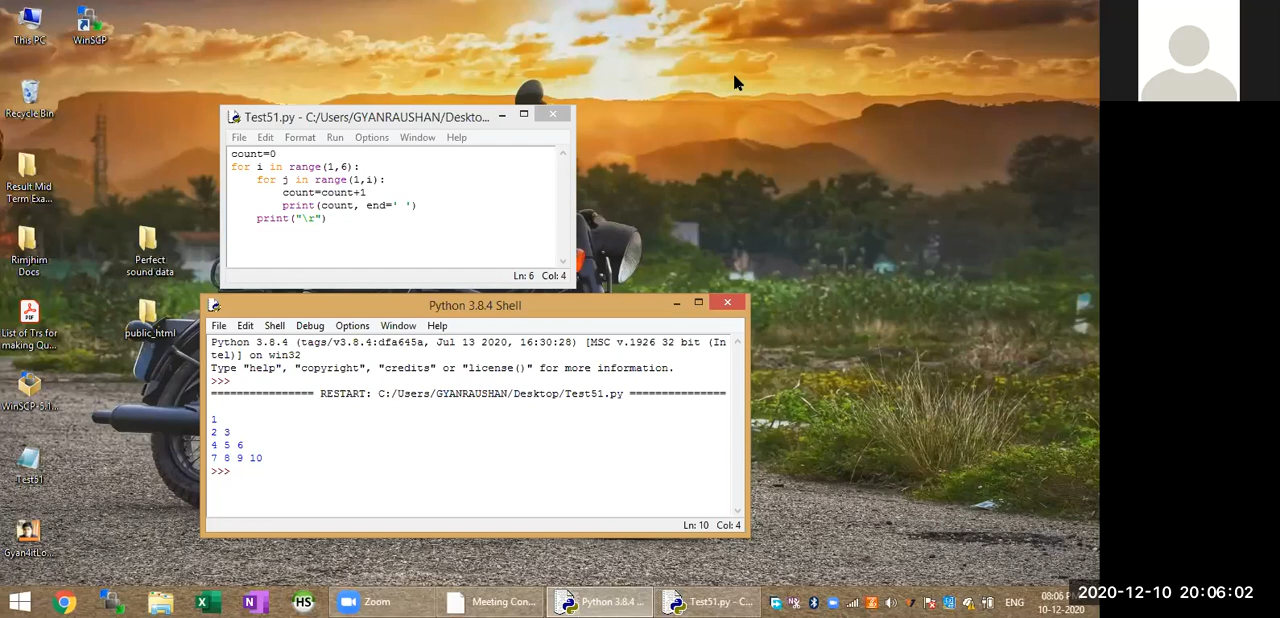 This PC
WinSCP
Recycle Bin
Result Mid
Term Exa...
Rimjhim
Docs
Perfect
sound data
List of Trs for
making Qu...
public_html
WinSCP-5.1...
Test51
Gyan4itLo...
Test51.py - C:/Users/GYANRAUSHAN/Deskto...
File Edit Format Run Options Window Help
count=0
for i in range(1,6):
    for j in range(1,i):
        count=count+1
        print(count, end=' ')
    print("\r")
Ln: 6 Col: 4
Python 3.8.4 Shell
File Edit Shell Debug Options Window Help
Python 3.8.4 (tags/v3.8.4:dfa645a, Jul 13 2020, 16:30:28) [MSC v.1926 32 bit (In
tel)] on win32
Type "help", "copyright", "credits" or "license()" for more information.
>>>
================ RESTART: C:/Users/GYANRAUSHAN/Desktop/Test51.py ===============
1
2 3
4 5 6
7 8 9 10
>>>
Ln: 10 Col: 4
Zoom
Meeting Con...
Python 3.8.4 ...
Test51.py - C...
ENG
08:06 PM
10-12-2020
2020-12-10 20:06:02